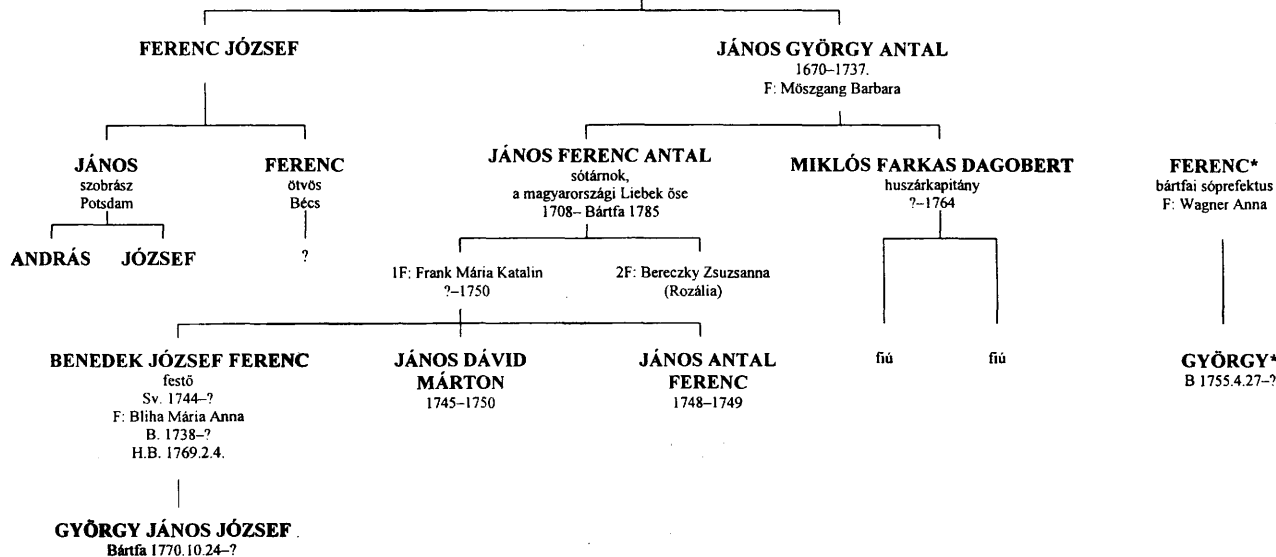 FERENC JÓZSEF
JÁNOS GYÖRGY ANTAL
1670–1737.
F: Möszgang Barbara
JÁNOS
szobrász
Potsdam
FERENC
ötvös
Bécs
JÁNOS FERENC ANTAL
sótárnok,
a magyarországi Liebek őse
1708– Bártfa 1785
MIKLÓS FARKAS DAGOBERT
huszárkapitány
?–1764
FERENC*
bártfai sóprefektus
F: Wagner Anna
ANDRÁS
JÓZSEF
?
1F: Frank Mária Katalin
?–1750
2F: Bereczky Zsuzsanna
(Rozália)
BENEDEK JÓZSEF FERENC
festő
Sv. 1744–?
F: Bliha Mária Anna
B. 1738–?
H.B. 1769.2.4.
JÁNOS DÁVID
MÁRTON
1745–1750
JÁNOS ANTAL
FERENC
1748–1749
fiú
fiú
GYÖRGY*
B 1755.4.27–?
GYÖRGY JÁNOS JÓZSEF
Bártfa 1770.10.24–?